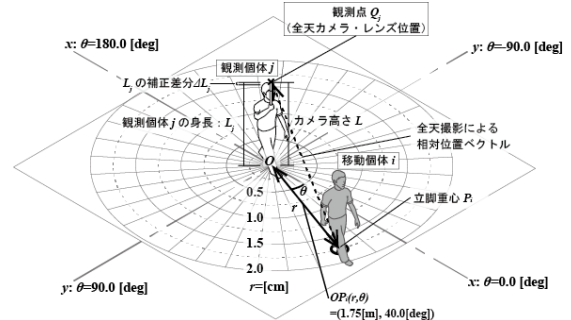 観測点 Qj
（全天カメラ・レンズ位置）
x: θ=180.0 [deg]
y: θ=-90.0 [deg]
観測個体 j
Lj の補正差分⊿Lj
観測個体 j の身長：Lj
カメラ高さ L
全天撮影による
相対位置ベクトル
移動個体 i
O
θ
r
立脚重心 Pi
0.5
1.0
1.5
2.0
r=[cm]
y: θ=90.0 [deg]
x: θ=0.0 [deg]
OPi(r,θ)
=(1.75[m], 40.0[deg])